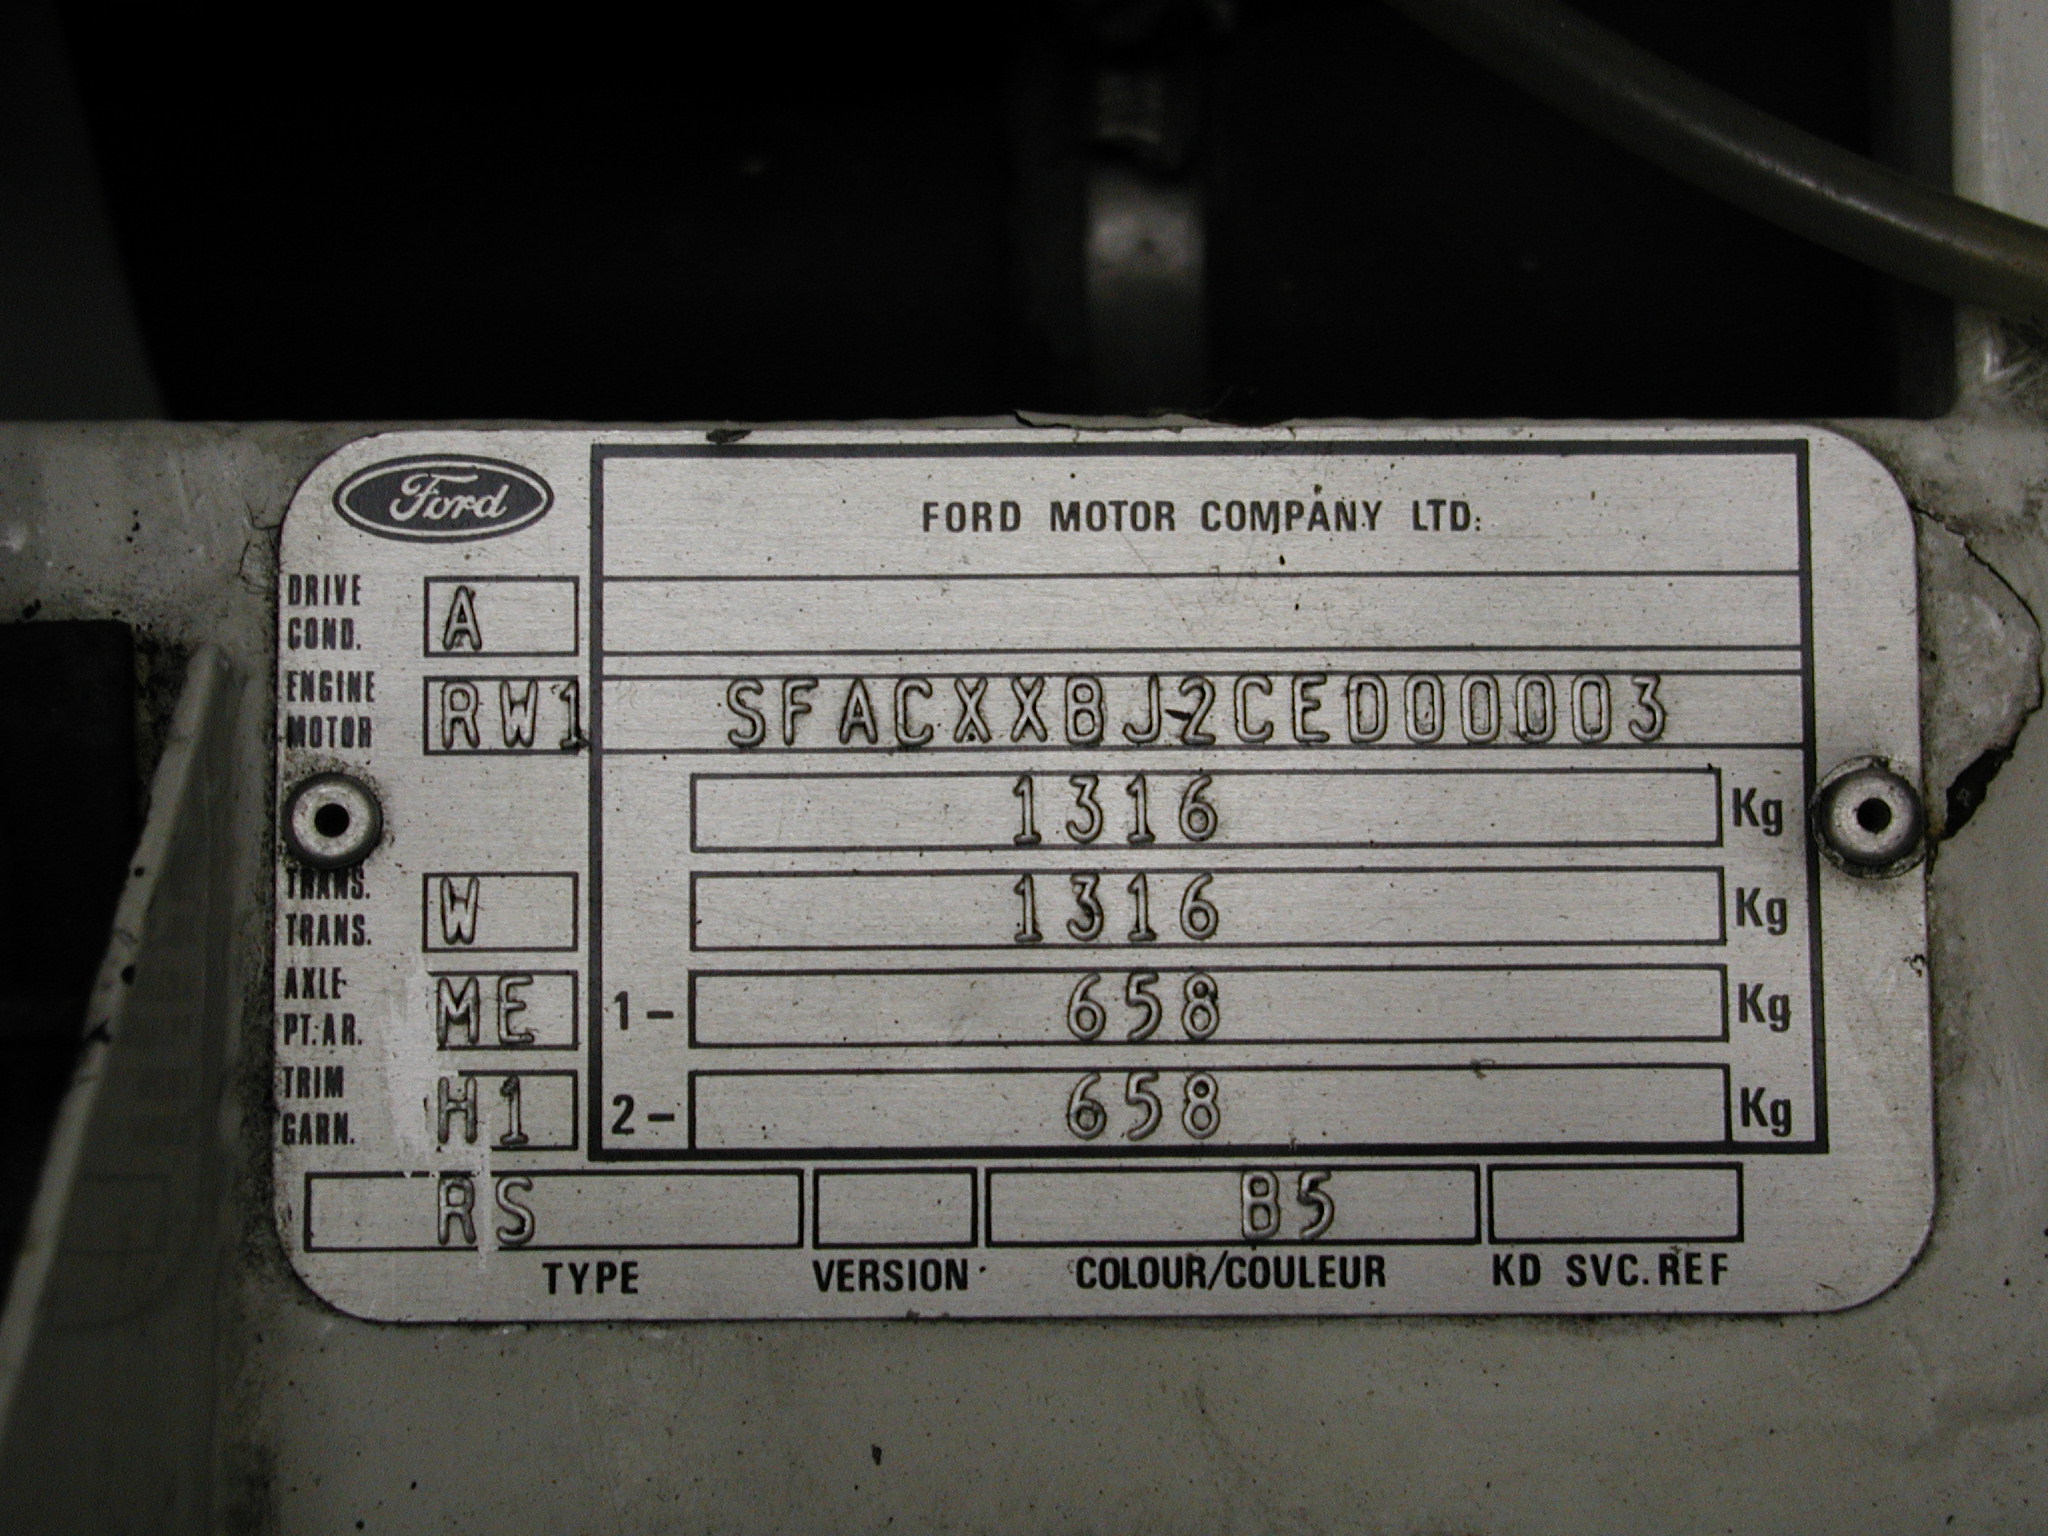 Ford
FORD MOTOR COMPANY LTD.
DRIVE
COND.
A
ENGINE
MOTOR
RW1
SFACXXBJ2CED00003
1316 Kg
TRANS.
TRANS.
W
1316 Kg
AXLE
PT.AR.
ME
1- 658 Kg
TRIM
GARN.
H1
2- 658 Kg
RS B5
TYPE VERSION COLOUR/COULEUR KD SVC.REF